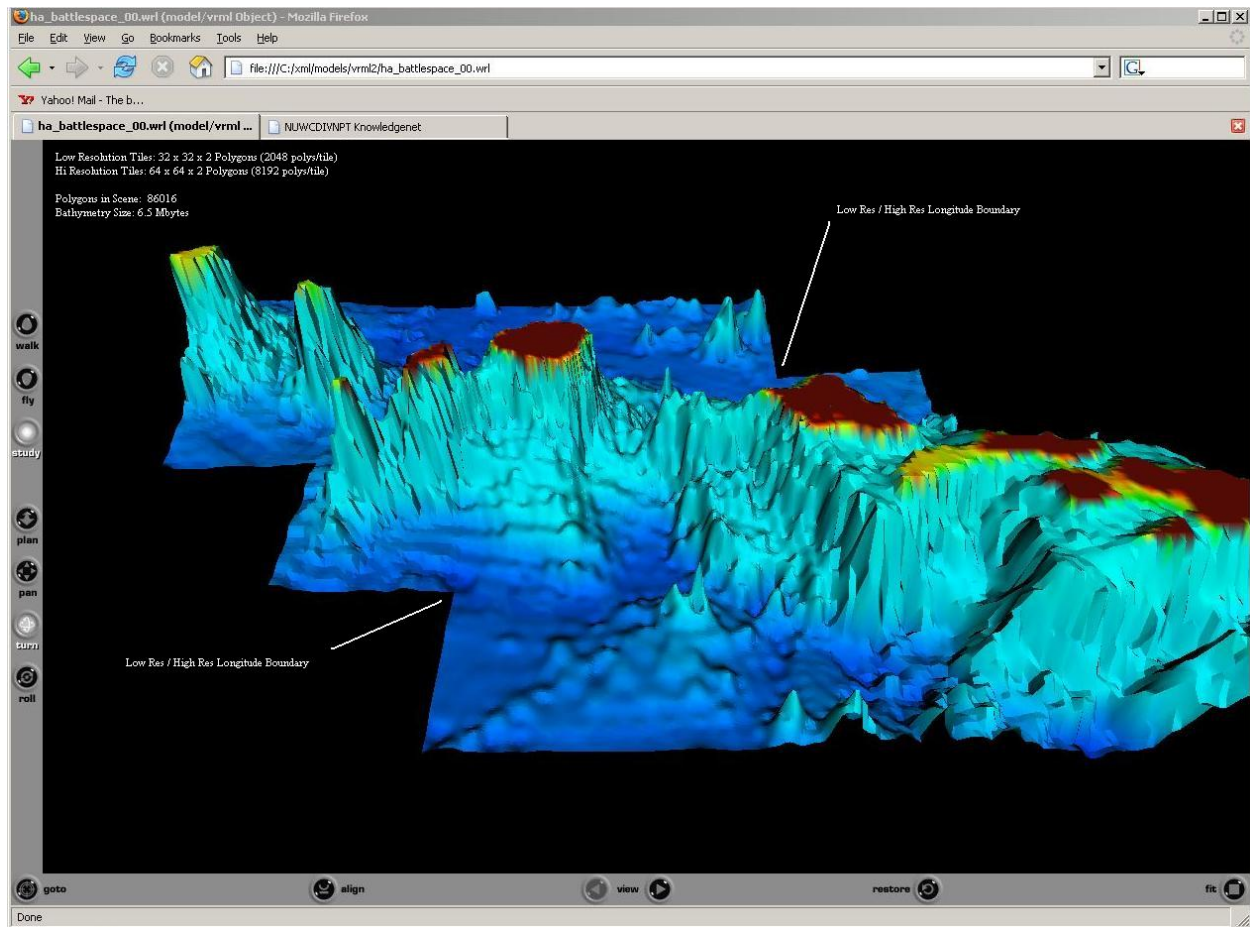 ha_battlespace_00.wrl (model/vrml Object) - Mozilla Firefox
File Edit View Go Bookmarks Tools Help
file:///C:/xml/models/vrml2/ha_battlespace_00.wrl
G
Yahoo! Mail - The b...
ha_battlespace_00.wrl (model/vrml ... NUWCDIVNPT Knowledgenet
Low Resolution Tiles: 32 x 32 x 2 Polygons (2048 polys/tile)
Hi Resolution Tiles: 64 x 64 x 2 Polygons (8192 polys/tile)
Polygons in Scene: 86016
Bathymetry Size: 6.5 Mbytes
Low Res / High Res Longitude Boundary
walk
fly
study
plan
pan
turn
roll
Low Res / High Res Longitude Boundary
goto align view restore fit
Done